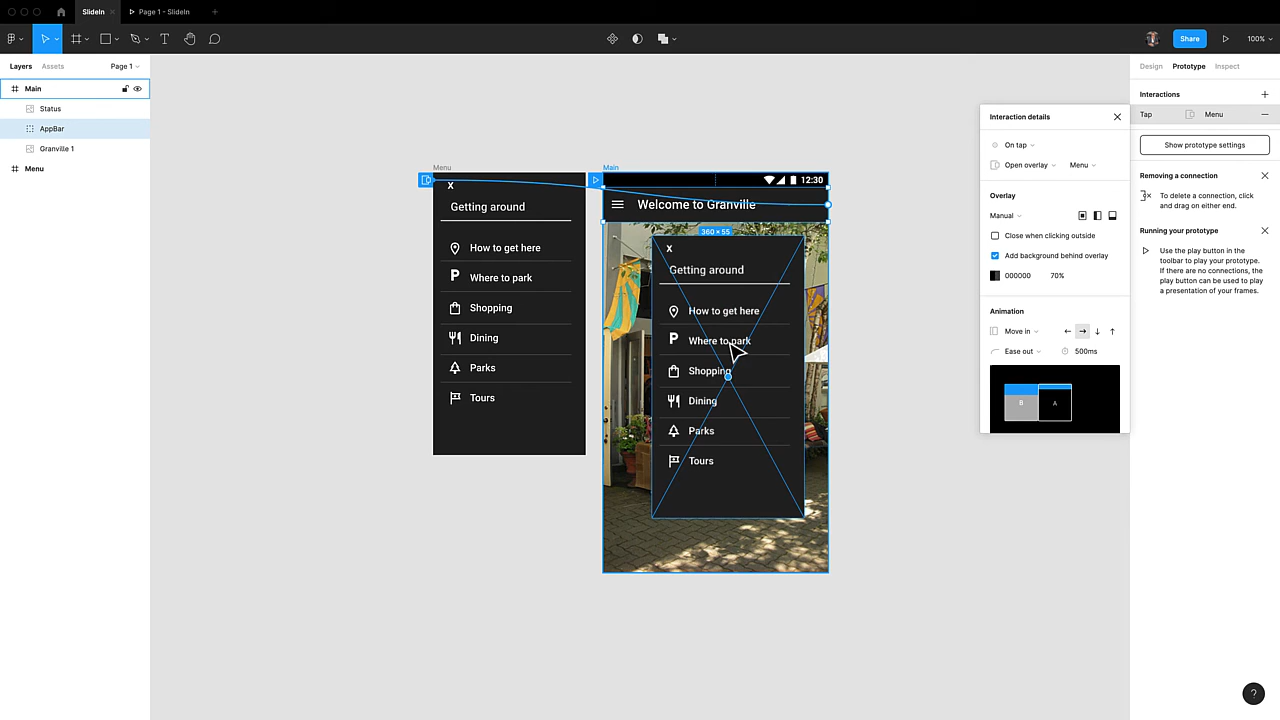 SlideIn
Page 1 - SlideIn
Share
100%
Layers
Assets
Page 1
Main
Status
AppBar
Granville 1
Menu
Menu
x
Getting around
How to get here
P
Where to park
Shopping
Dining
Parks
Tours
Main
12:30
Welcome to Granville
360 × 55
x
Getting around
How to get here
P
Where to park
Shopping
Dining
Parks
Tours
Interaction details
On tap
Open overlay
Menu
Overlay
Manual
Close when clicking outside
Add background behind overlay
000000 70%
Animation
Move in
Ease out
500ms
B
A
Design
Prototype
Inspect
Interactions
Tap
Menu
Show prototype settings
Removing a connection
To delete a connection, click
and drag on either end.
Running your prototype
Use the play button in the
toolbar to play your prototype.
If there are no connections, the
play button can be used to play
a presentation of your frames.
?